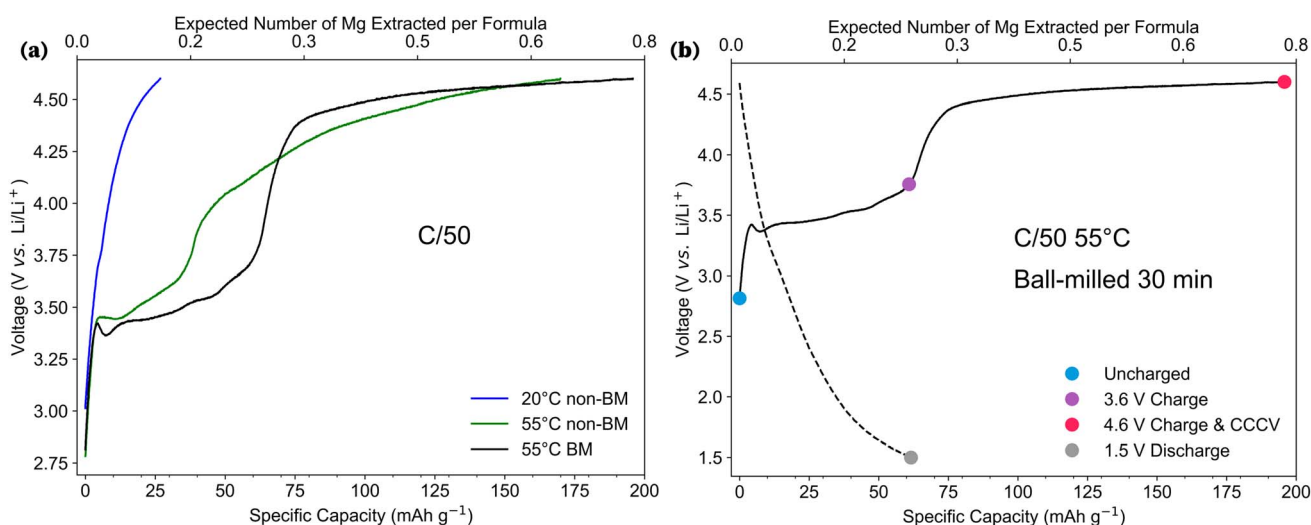 Expected Number of Mg Extracted per Formula
(a)
0.0 0.2 0.3 0.5 0.6 0.8
4.50
4.25
4.00
3.75
3.50
3.25
3.00
2.75
Voltage (V vs. Li/Li⁺)
C/50
20°C non-BM
55°C non-BM
55°C BM
0 25 50 75 100 125 150 175 200
Specific Capacity (mAh g⁻¹)
Expected Number of Mg Extracted per Formula
(b)
0.0 0.2 0.3 0.5 0.6 0.8
4.5
4.0
3.5
3.0
2.5
2.0
1.5
Voltage (V vs. Li/Li⁺)
C/50 55°C
Ball-milled 30 min
Uncharged
3.6 V Charge
4.6 V Charge & CCCV
1.5 V Discharge
0 25 50 75 100 125 150 175 200
Specific Capacity (mAh g⁻¹)